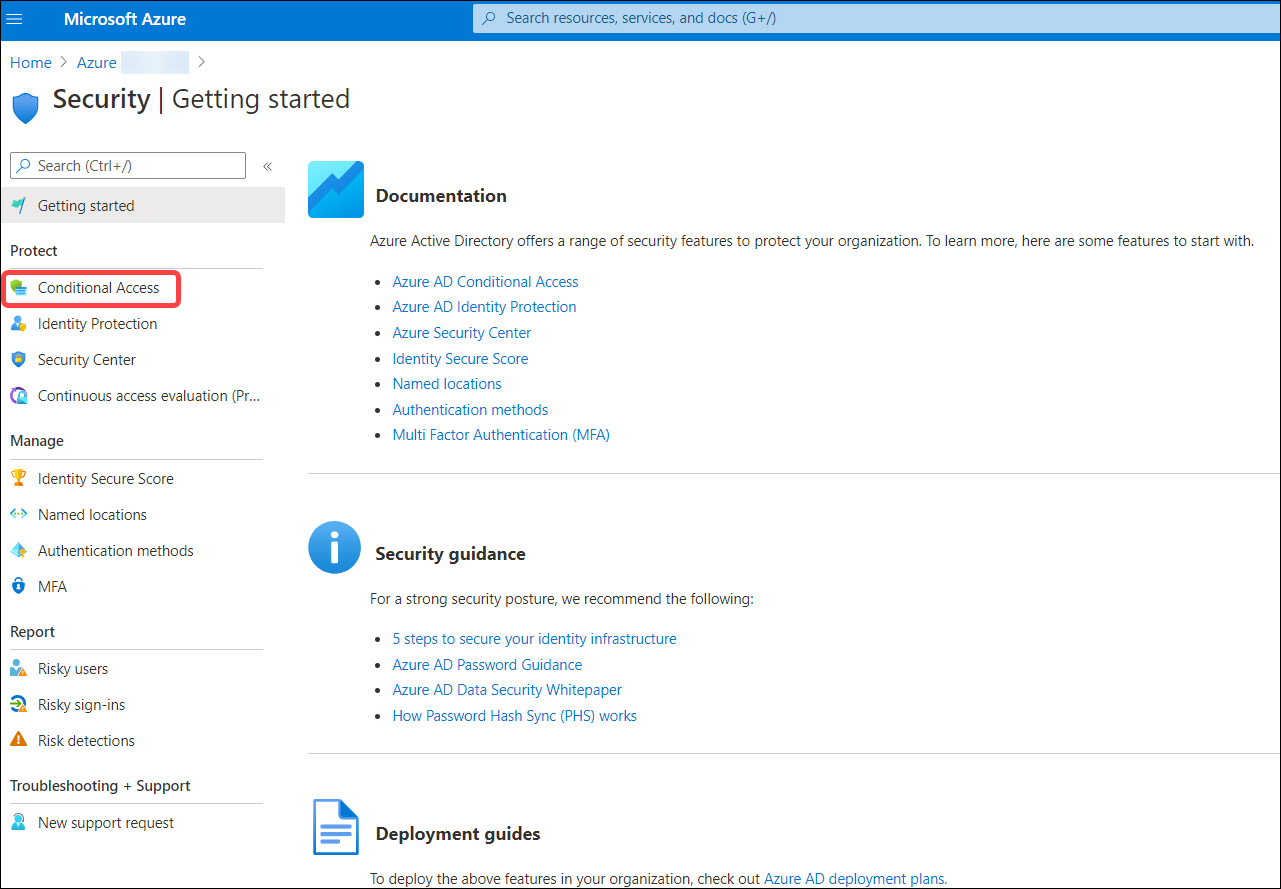 Microsoft Azure
Search resources, services, and docs (G+/)
Home > Azure >
Security | Getting started
Search (Ctrl+/)
«
Getting started
Protect
Conditional Access
Identity Protection
Security Center
Continuous access evaluation (Pr...
Manage
Identity Secure Score
Named locations
Authentication methods
MFA
Report
Risky users
Risky sign-ins
Risk detections
Troubleshooting + Support
New support request
Documentation
Azure Active Directory offers a range of security features to protect your organization. To learn more, here are some features to start with.
• Azure AD Conditional Access
• Azure AD Identity Protection
• Azure Security Center
• Identity Secure Score
• Named locations
• Authentication methods
• Multi Factor Authentication (MFA)
Security guidance
For a strong security posture, we recommend the following:
• 5 steps to secure your identity infrastructure
• Azure AD Password Guidance
• Azure AD Data Security Whitepaper
• How Password Hash Sync (PHS) works
Deployment guides
To deploy the above features in your organization, check out Azure AD deployment plans.